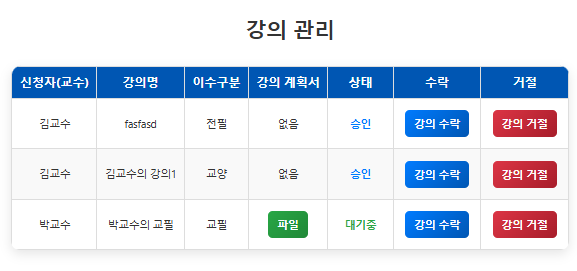 강의 관리
신청자(교수) 강의명 이수구분 강의 계획서 상태 수락 거절
김교수 fasfasd 전필 없음 승인 강의 수락 강의 거절
김교수 김교수의 강의1 교양 없음 승인 강의 수락 강의 거절
박교수 박교수의 교필 교필 파일 대기중 강의 수락 강의 거절